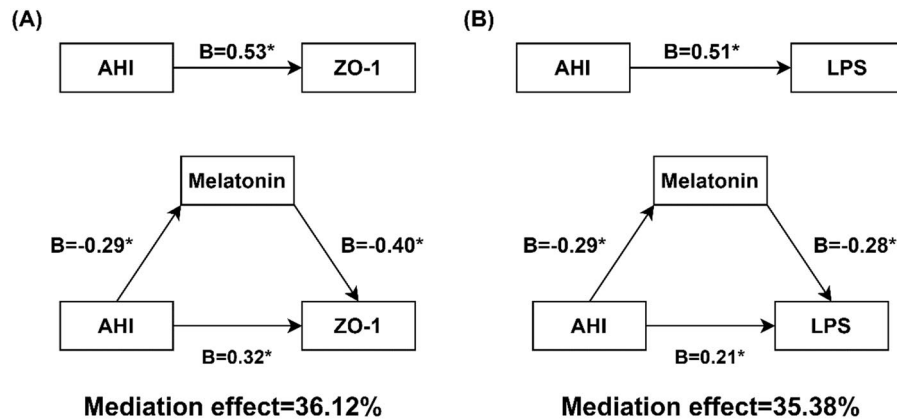 (A)
AHI
B=0.53*
ZO-1
Melatonin
B=-0.29*
B=-0.40*
AHI
ZO-1
B=0.32*
Mediation effect=36.12%
(B)
AHI
B=0.51*
LPS
Melatonin
B=-0.29*
B=-0.28*
AHI
LPS
B=0.21*
Mediation effect=35.38%